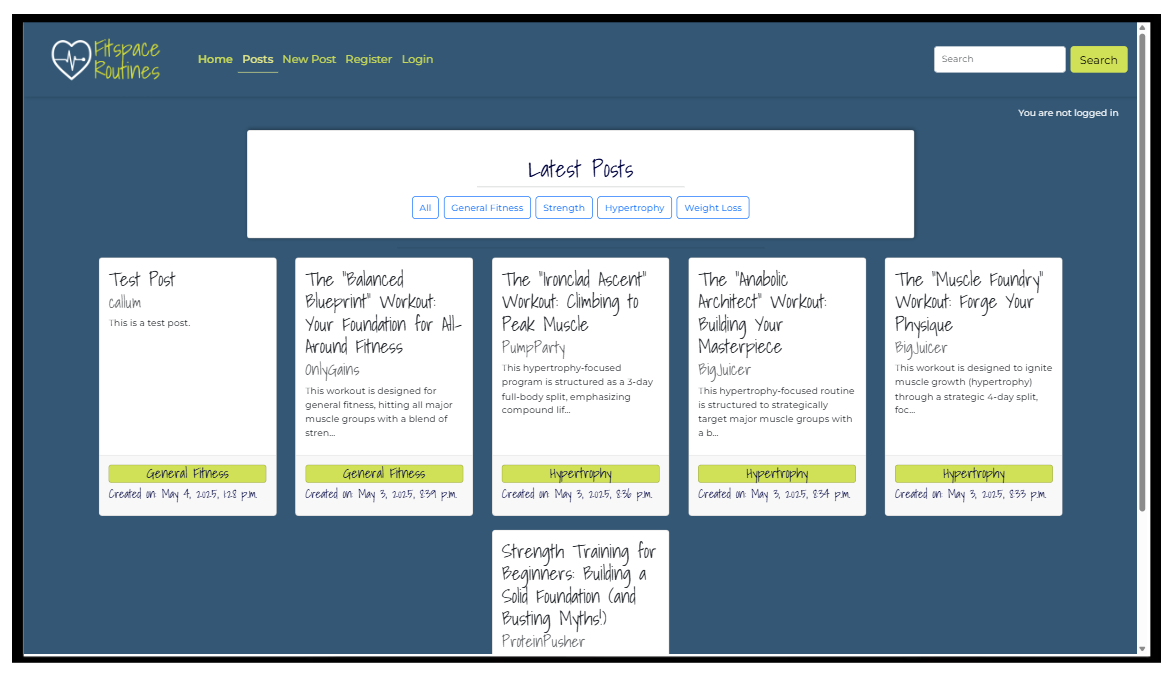 Fitspace
Routines
Home Posts New Post Register Login
Search Search
You are not logged in
Latest Posts
All General Fitness Strength Hypertrophy Weight Loss
Test Post
callum
This is a test post.
General Fitness
Created on: May 4, 2025, 1:28 p.m.
The "Balanced
Blueprint" Workout:
Your Foundation for All-
Around Fitness
OnlyGains
This workout is designed for
general fitness, hitting all major
muscle groups with a blend of
stren...
General Fitness
Created on: May 3, 2025, 8:39 p.m.
The "Ironclad Ascent"
Workout: Climbing to
Peak Muscle
PumpParty
This hypertrophy-focused
program is structured as a 3-day
full-body split, emphasizing
compound lif...
Hypertrophy
Created on: May 3, 2025, 8:36 p.m.
The "Anabolic
Architect" Workout:
Building Your
Masterpiece
BigJuicer
This hypertrophy-focused routine
is structured to strategically
target major muscle groups with
a b...
Hypertrophy
Created on: May 3, 2025, 8:34 p.m.
The "Muscle Foundry"
Workout: Forge Your
Physique
BigJuicer
This workout is designed to ignite
muscle growth (hypertrophy)
through a strategic 4-day split,
foc...
Hypertrophy
Created on: May 3, 2025, 8:33 p.m.
Strength Training for
Beginners: Building a
Solid Foundation (and
Busting Myths!)
ProteinPusher